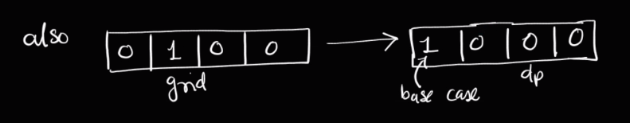 also 0 1 0 0 → 1 0 0 0
grid dp
base case